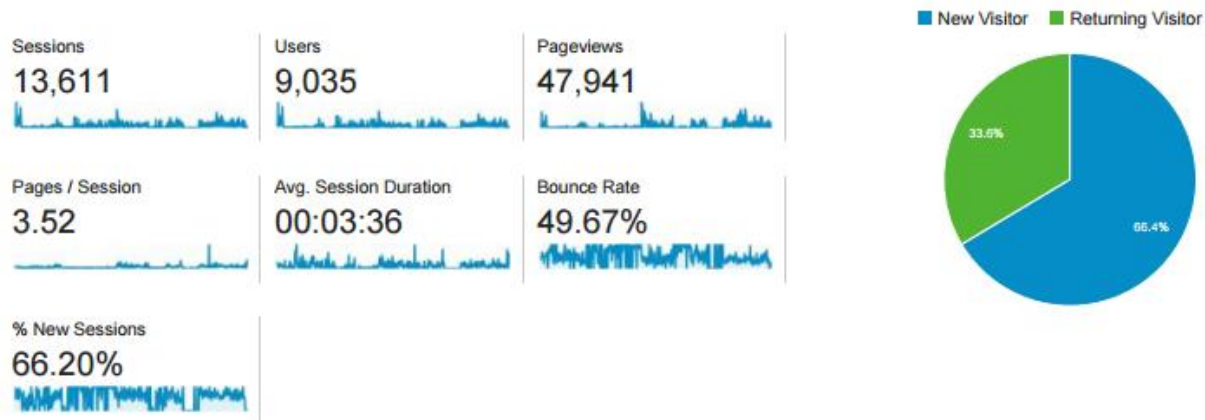 New Visitor Returning Visitor
Sessions
13,611
Users
9,035
Pageviews
47,941
Pages / Session
3.52
Avg. Session Duration
00:03:36
Bounce Rate
49.67%
% New Sessions
66.20%
33.6%
66.4%